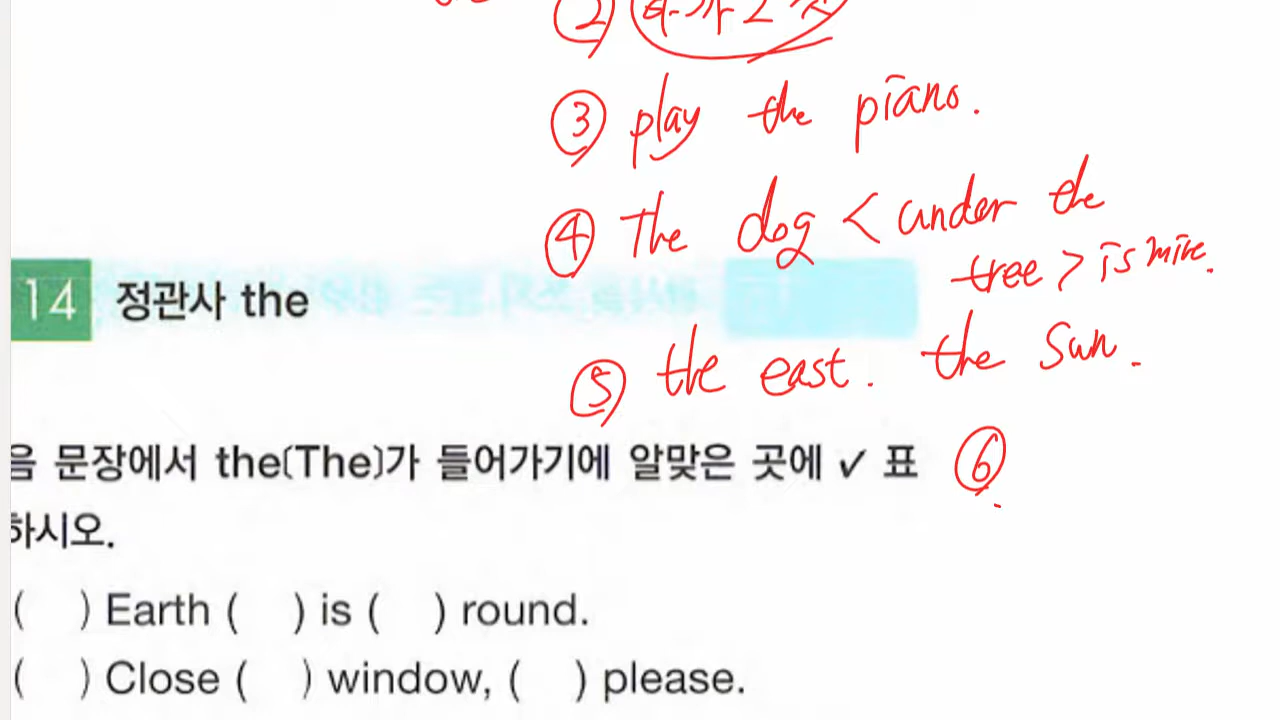 ②
③ play the piano.
④ The dog < under the
tree > is mine.
14 정관사 the
⑤ the east. the sun.
음 문장에서 the(The)가 들어가기에 알맞은 곳에 ✓ 표
하시오.
⑥
( ) Earth ( ) is ( ) round.
( ) Close ( ) window, ( ) please.